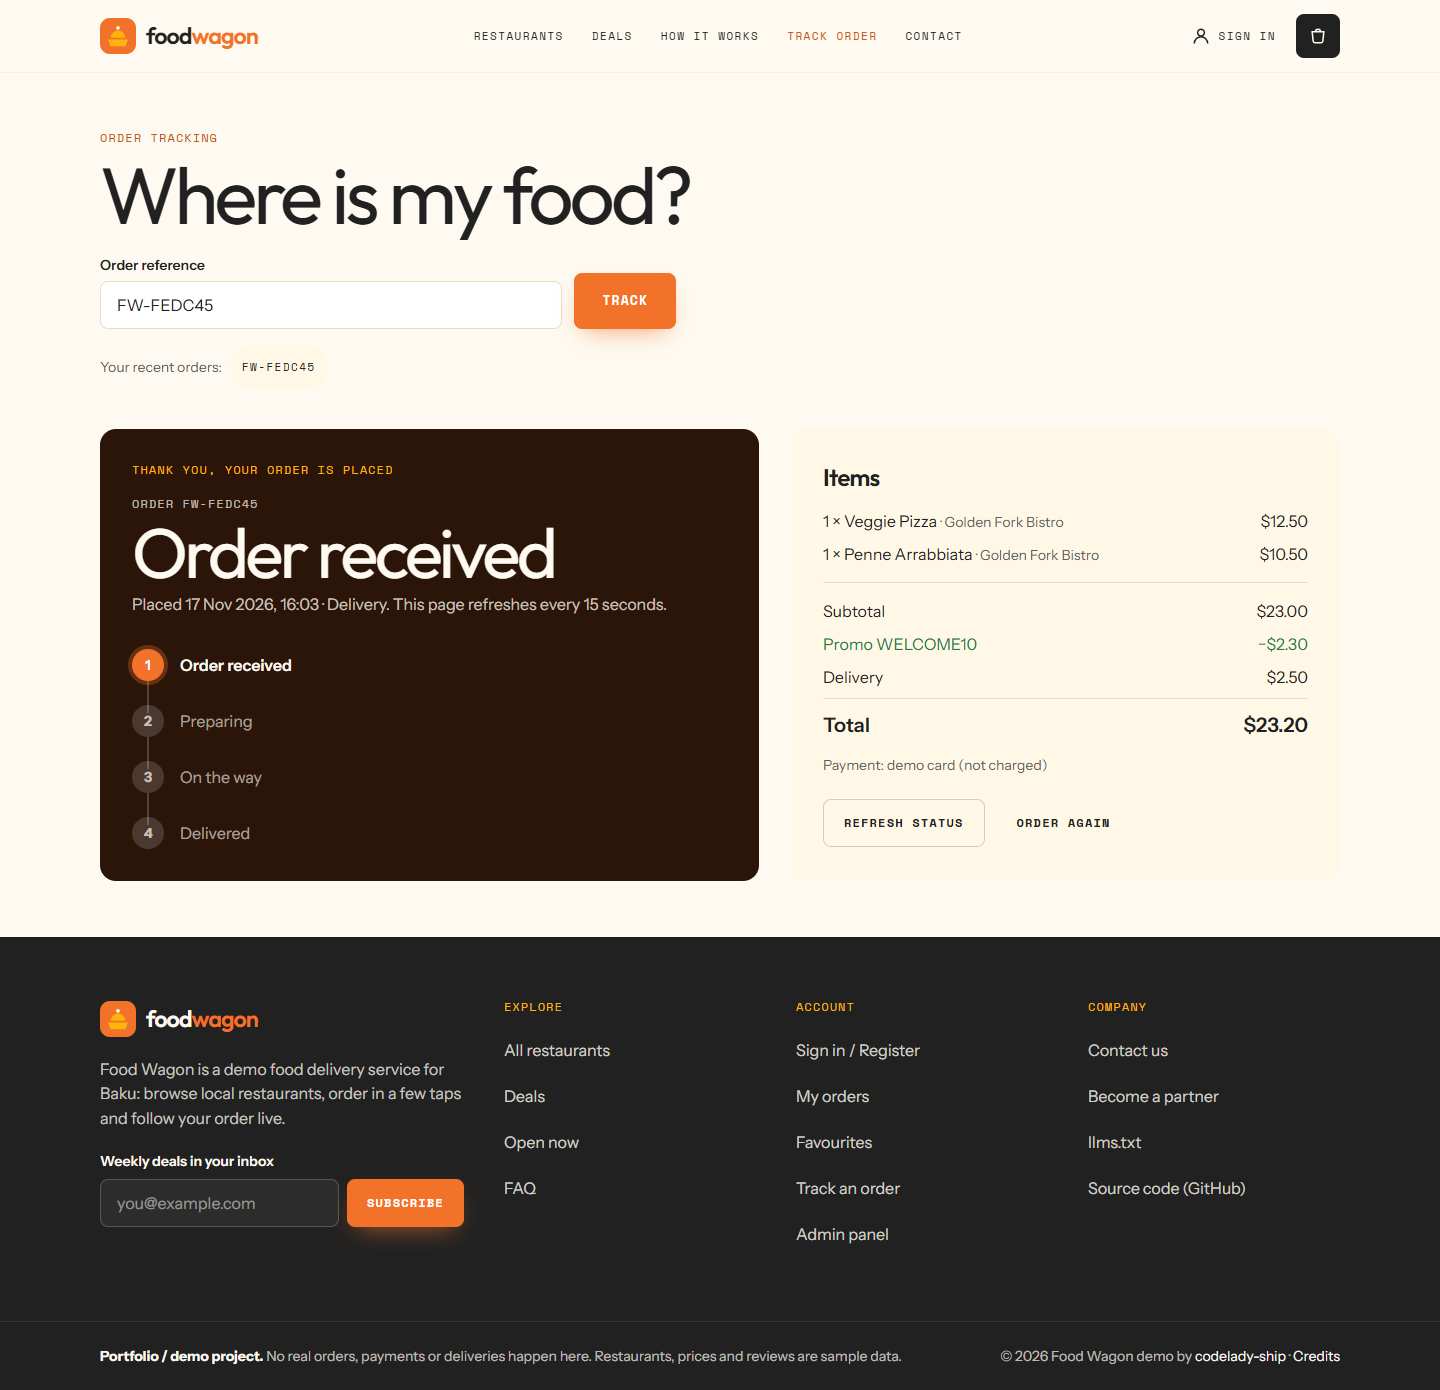 foodwagon
RESTAURANTS DEALS HOW IT WORKS TRACK ORDER CONTACT
SIGN IN
ORDER TRACKING
Where is my food?
Order reference
FW-FEDC45
TRACK
Your recent orders: FW-FEDC45
THANK YOU, YOUR ORDER IS PLACED
ORDER FW-FEDC45
Order received
Placed 17 Nov 2026, 16:03 · Delivery. This page refreshes every 15 seconds.
1 Order received
2 Preparing
3 On the way
4 Delivered
Items
1 × Veggie Pizza · Golden Fork Bistro $12.50
1 × Penne Arrabbiata · Golden Fork Bistro $10.50
Subtotal $23.00
Promo WELCOME10 −$2.30
Delivery $2.50
Total $23.20
Payment: demo card (not charged)
REFRESH STATUS ORDER AGAIN
foodwagon
Food Wagon is a demo food delivery service for
Baku: browse local restaurants, order in a few taps
and follow your order live.
Weekly deals in your inbox
you@example.com SUBSCRIBE
EXPLORE
All restaurants
Deals
Open now
FAQ
ACCOUNT
Sign in / Register
My orders
Favourites
Track an order
Admin panel
COMPANY
Contact us
Become a partner
llms.txt
Source code (GitHub)
Portfolio / demo project. No real orders, payments or deliveries happen here. Restaurants, prices and reviews are sample data.
© 2026 Food Wagon demo by codelady-ship · Credits